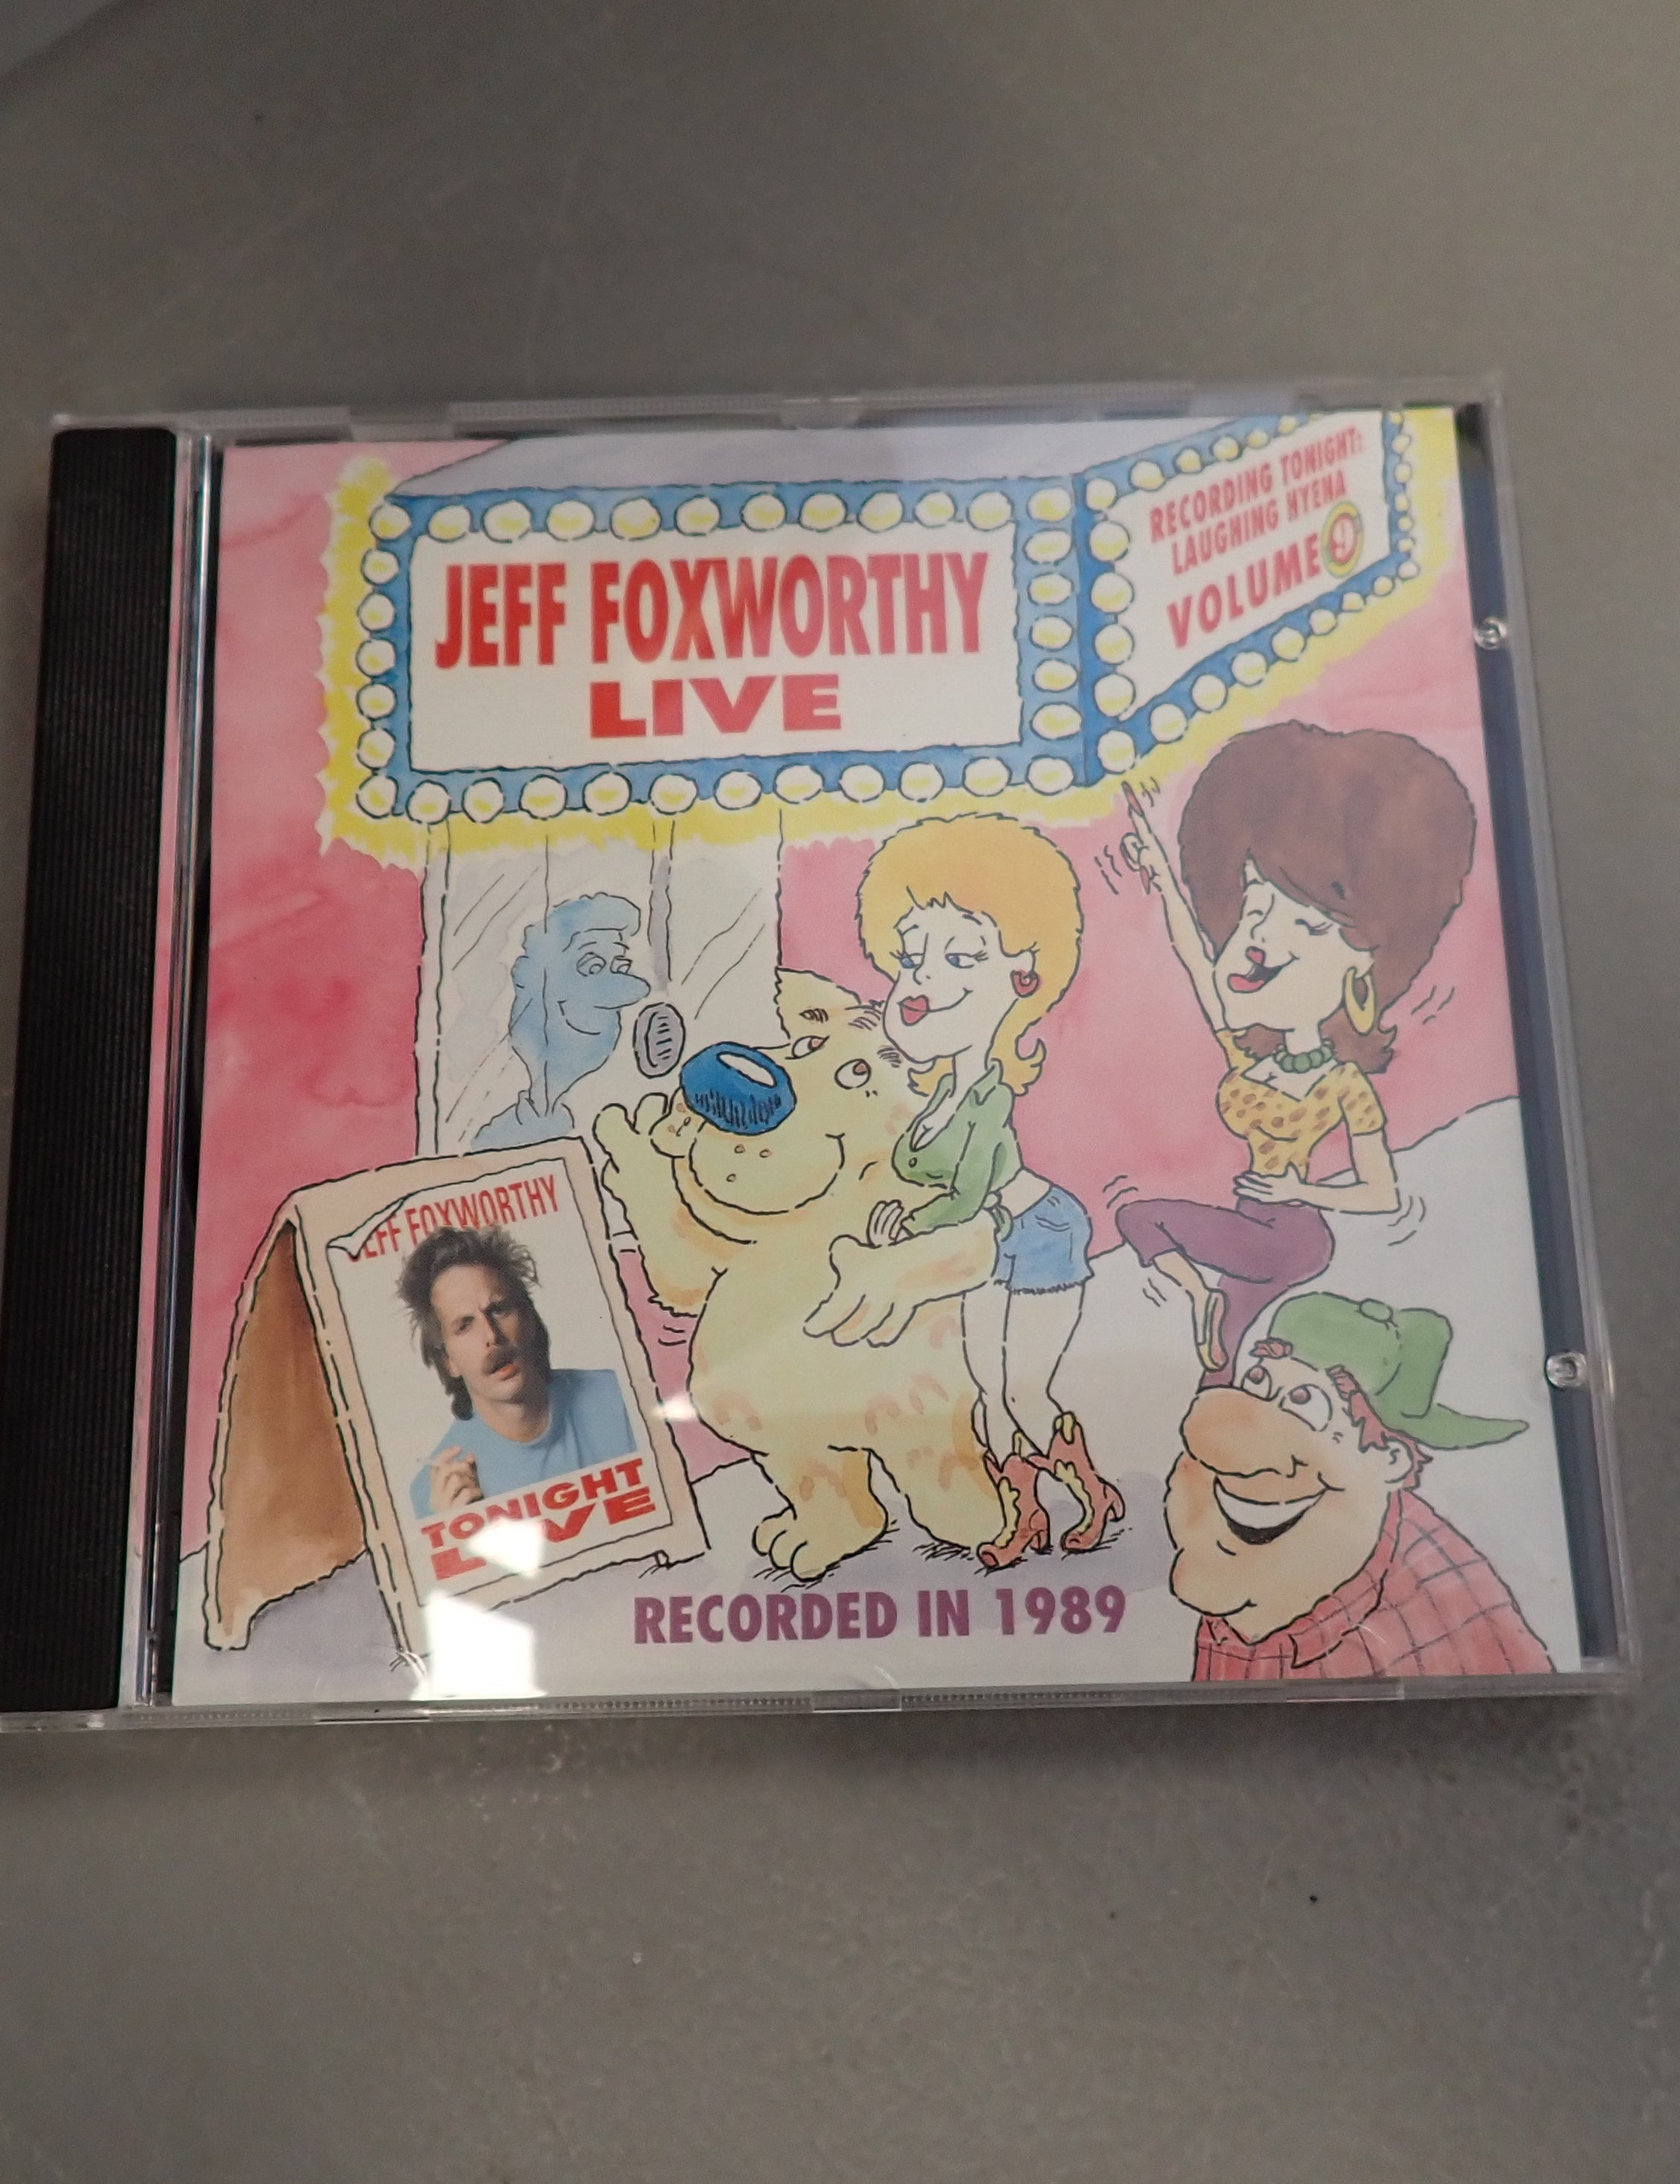 JEFF FOXWORTHY
LIVE
RECORDING TONIGHT:
LAUGHING HYENA
VOLUME 9
JEFF FOXWORTHY
TONIGHT
LIVE
RECORDED IN 1989